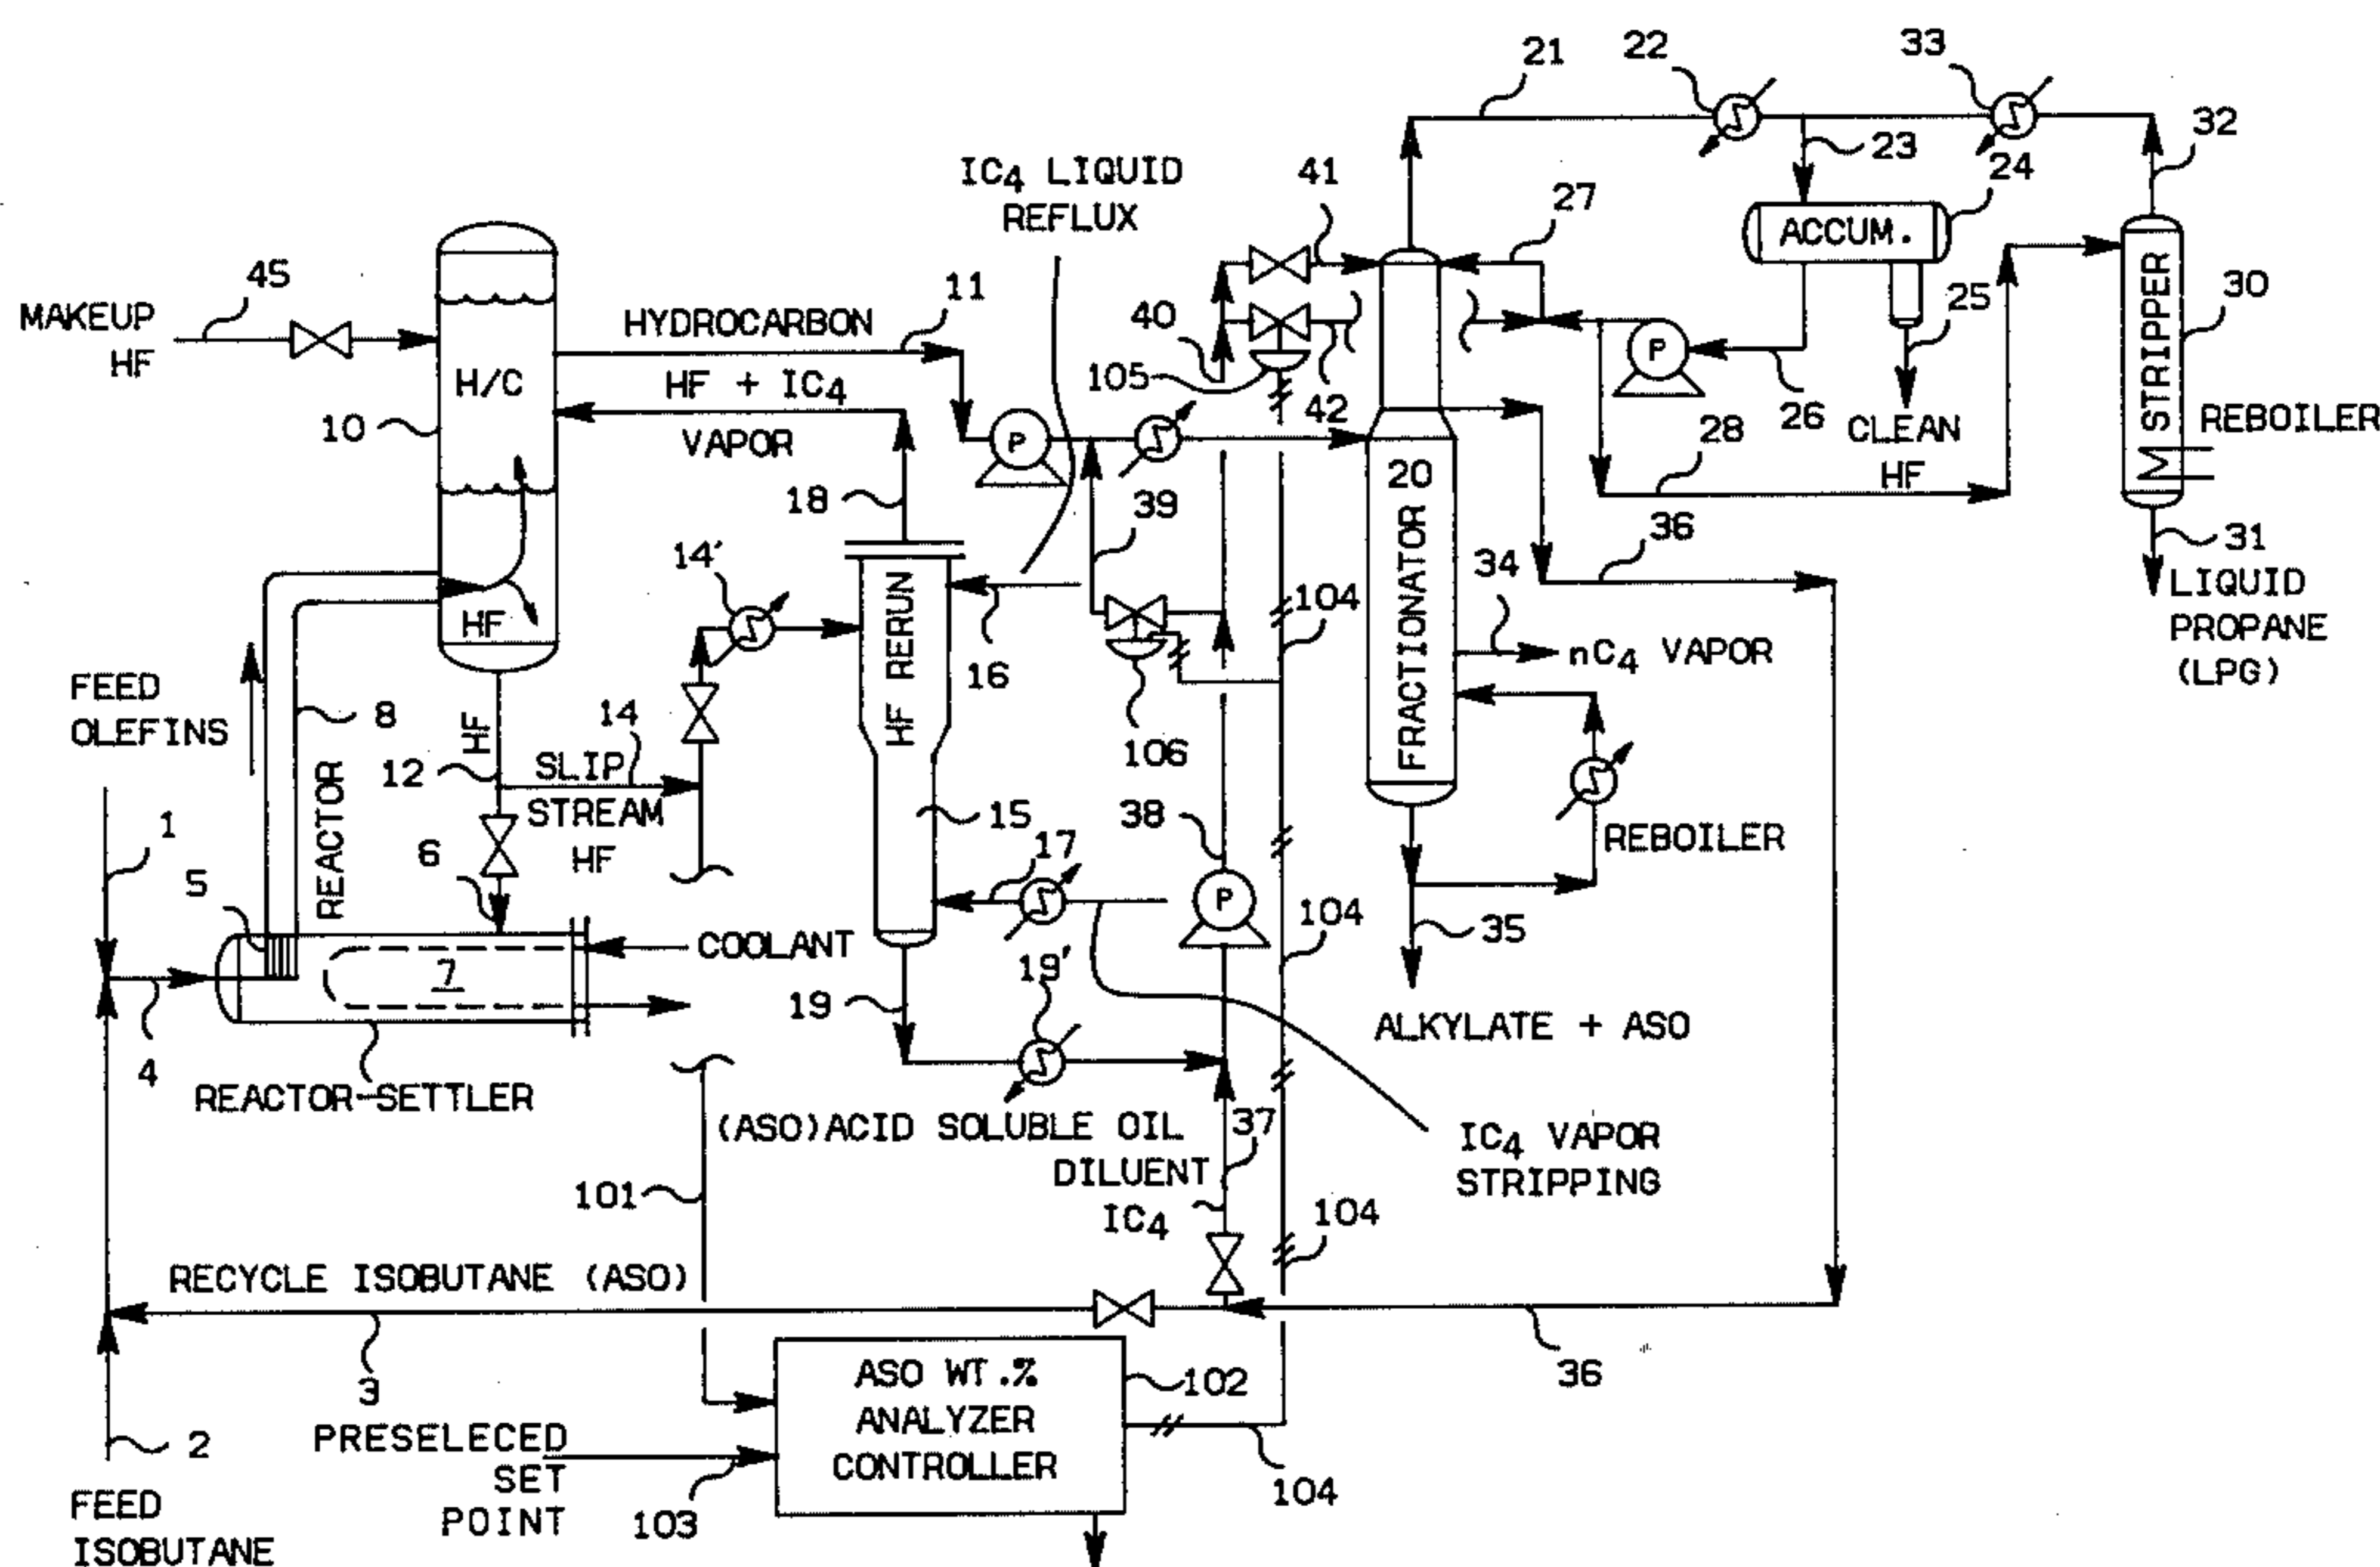 21
22
33
32
23
24
IC4 LIQUID
REFLUX
41
27
ACCUM.
45
MAKEUP
HF
HYDROCARBON
11
40
105
42
P
26
25
CLEAN
HF
28
STRIPPER
30
REBOILER
H/C
10
HF + IC4
VAPOR
18
P
39
20
FRACTIONATOR
36
34
31
LIQUID
PROPANE
(LPG)
14'
HF RERUN
16
104
nC4 VAPOR
HF
FEED
OLEFINS
8
HF
12
14
SLIP
STREAM
HF
106
38
REBOILER
1
REACTOR
6
5
15
17
P
104
35
COOLANT
7
4
19
19'
ALKYLATE + ASO
REACTOR-SETTLER
(ASO)ACID SOLUBLE OIL
37
DILUENT
IC4
IC4 VAPOR
STRIPPING
101
104
RECYCLE ISOBUTANE (ASO)
3
36
ASO WT.%
ANALYZER
CONTROLLER
102
2
PRESELECED
SET
POINT
103
104
FEED
ISOBUTANE